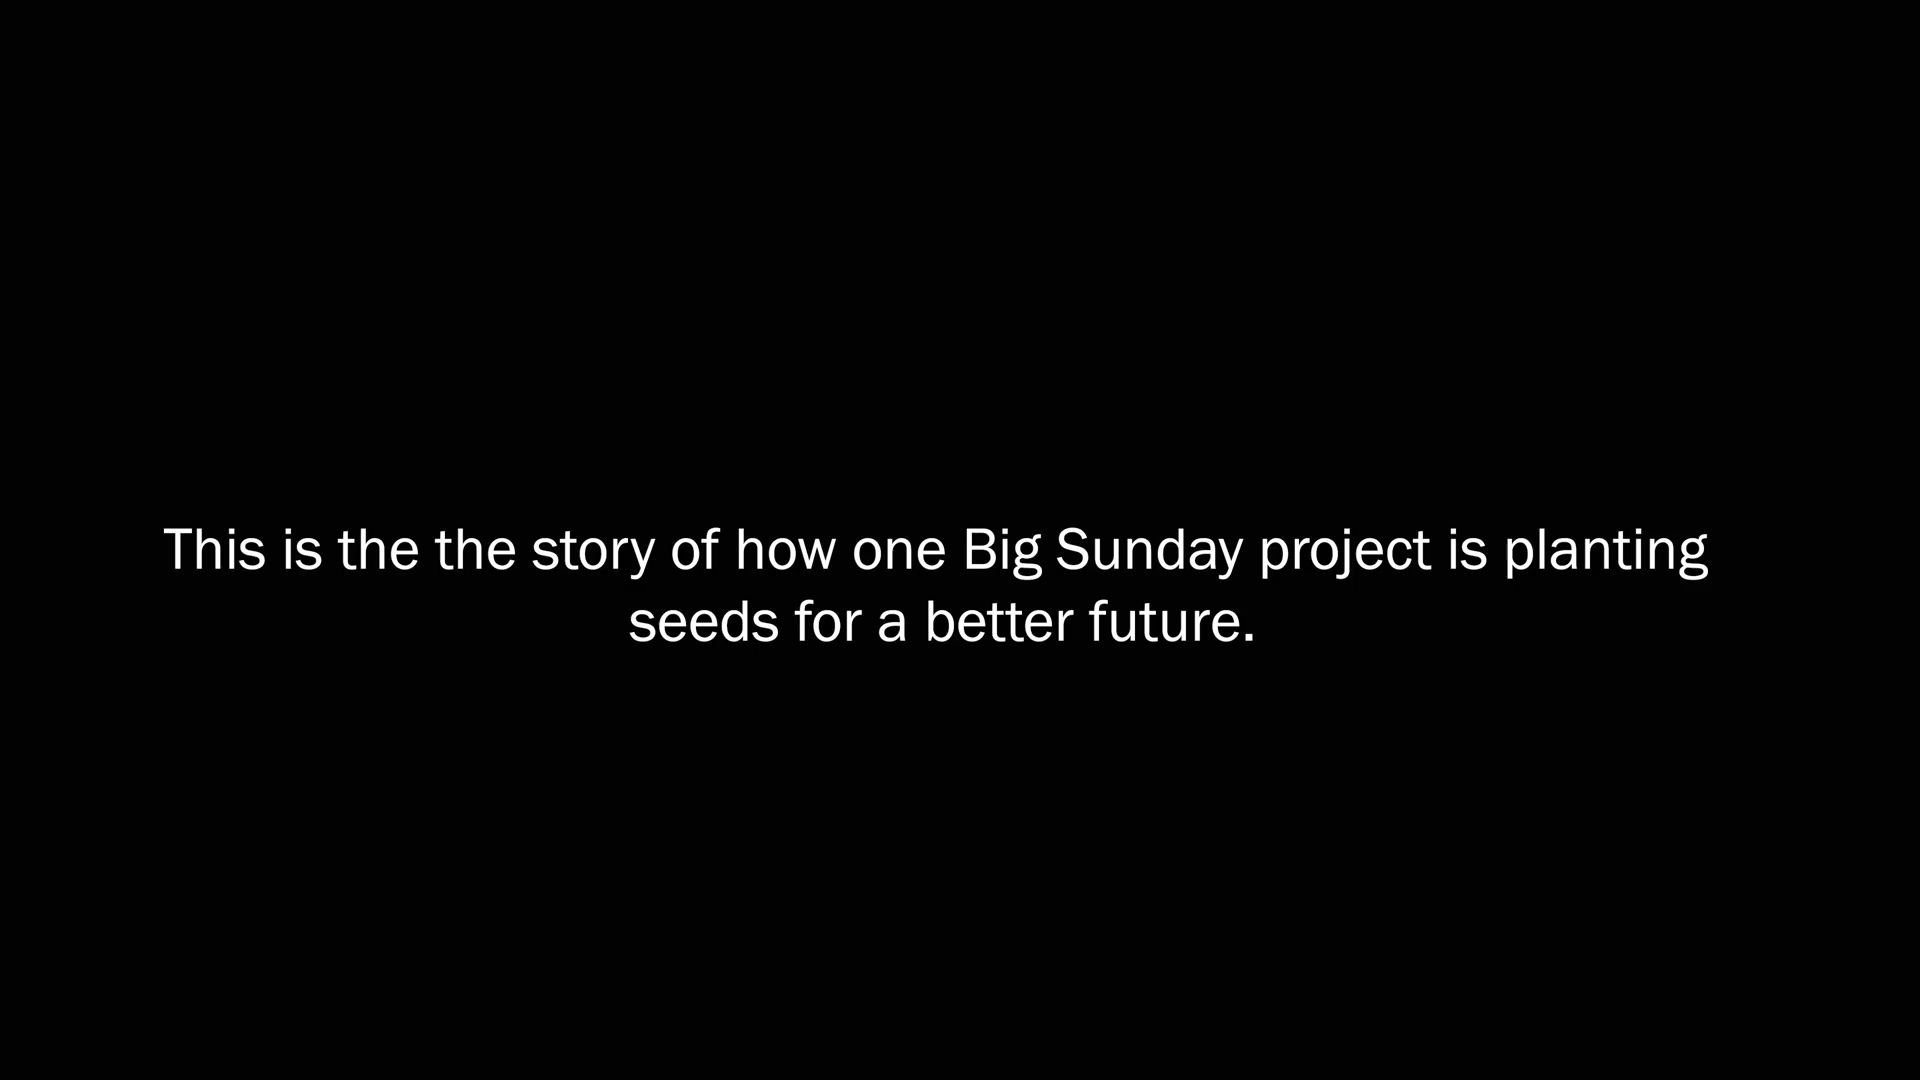 This is the the story of how one Big Sunday project is planting
seeds for a better future.